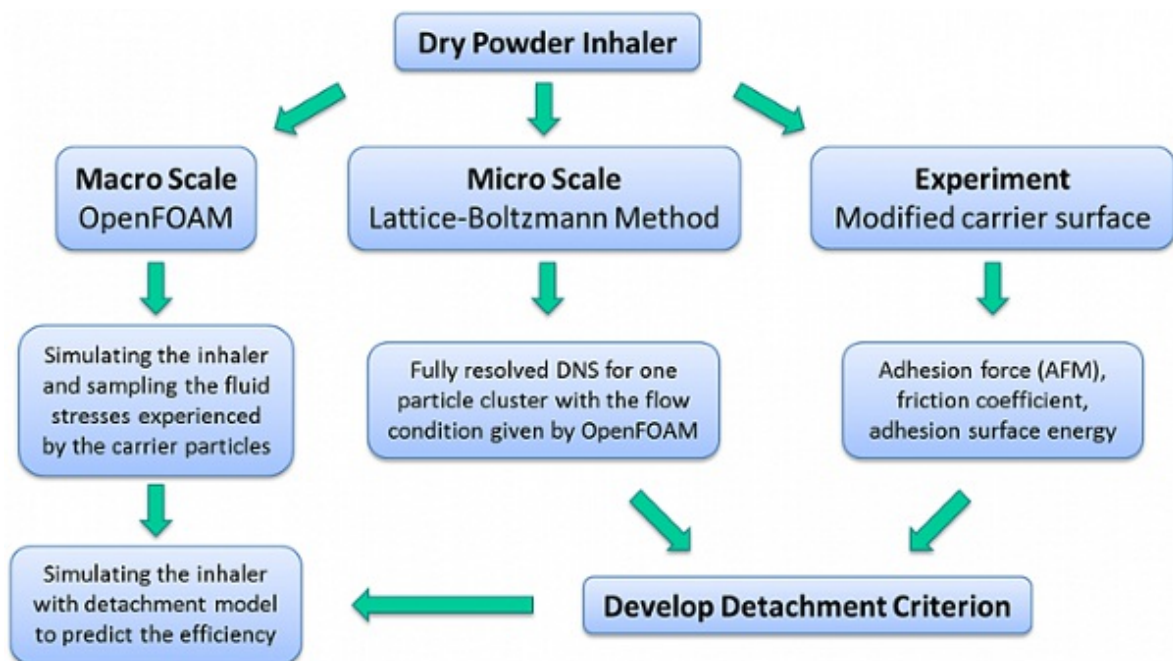 Dry Powder Inhaler
Macro Scale
OpenFOAM
Micro Scale
Lattice-Boltzmann Method
Experiment
Modified carrier surface
Simulating the inhaler
and sampling the fluid
stresses experienced
by the carrier particles
Fully resolved DNS for one
particle cluster with the flow
condition given by OpenFOAM
Adhesion force (AFM),
friction coefficient,
adhesion surface energy
Simulating the inhaler
with detachment model
to predict the efficiency
Develop Detachment Criterion